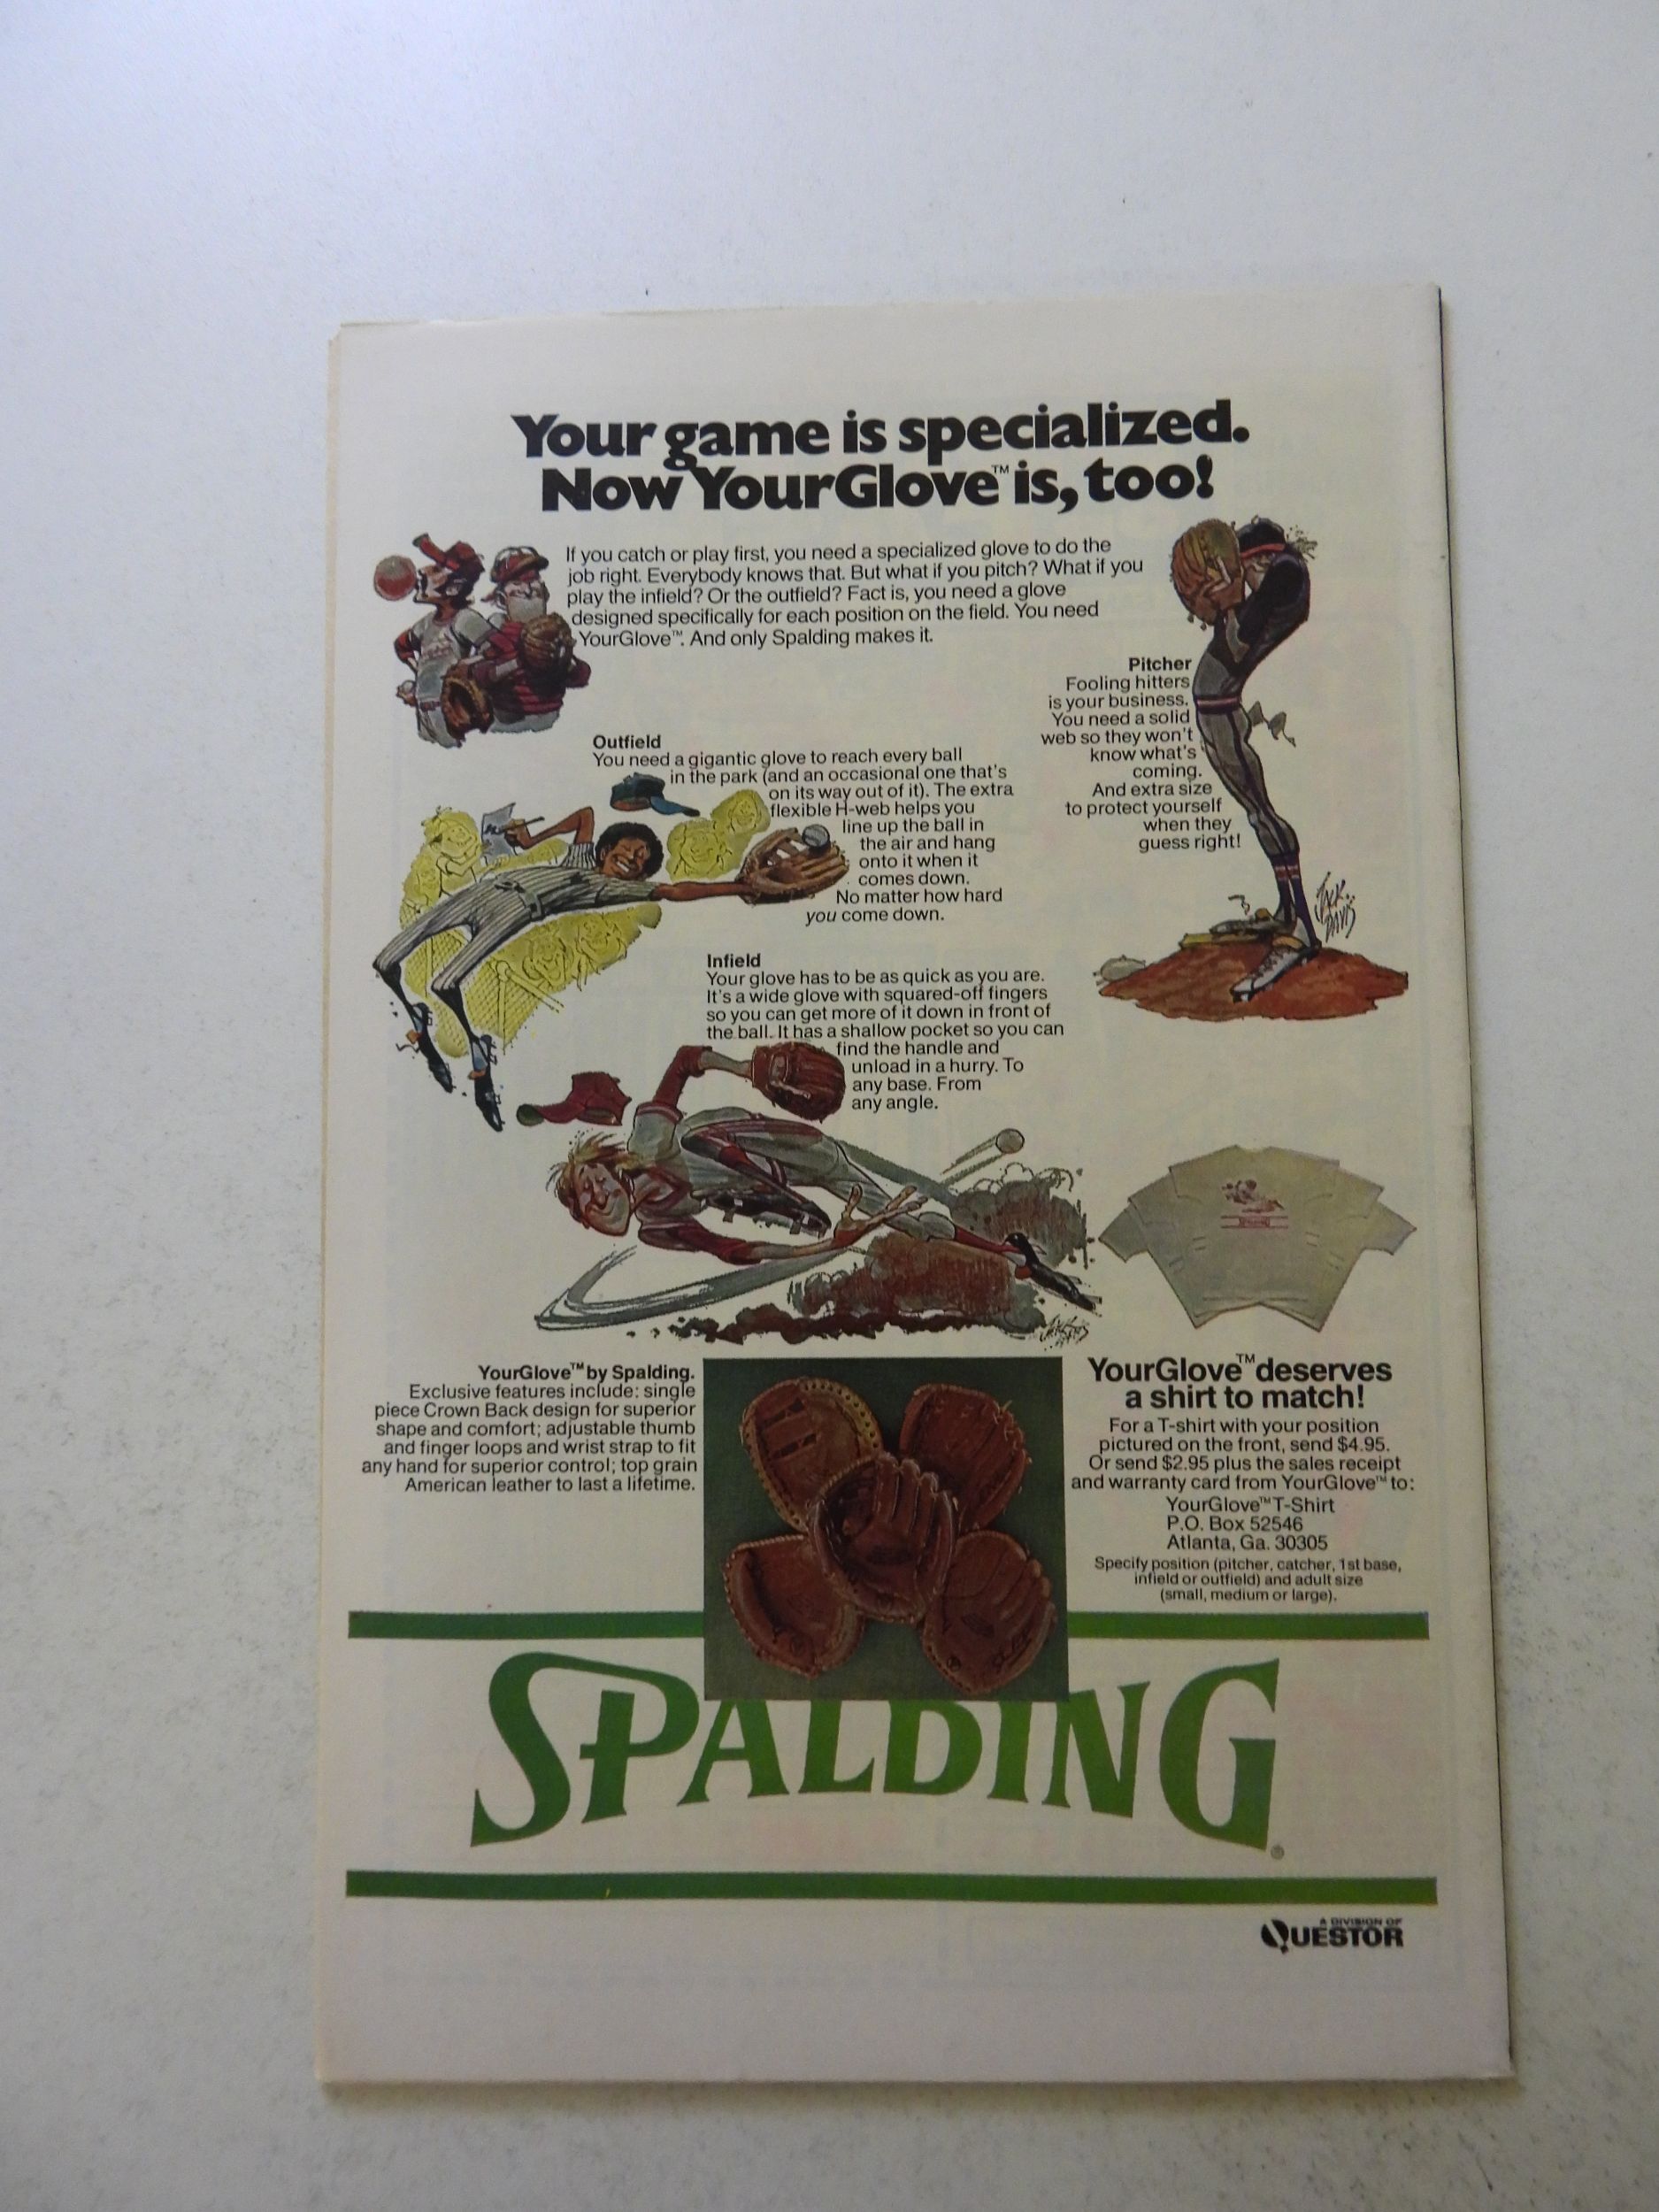 Your game is specialized.
Now YourGlove™ is, too!
If you catch or play first, you need a specialized glove to do the
job right. Everybody knows that. But what if you pitch? What if you
play the infield? Or the outfield? Fact is, you need a glove
designed specifically for each position on the field. You need
YourGlove™. And only Spalding makes it.
Pitcher
Fooling hitters
is your business.
You need a solid
web so they won't
know what's
coming.
And extra size
to protect yourself
when they
guess right!
JACK
DAVIS
Outfield
You need a gigantic glove to reach every ball
in the park (and an occasional one that's
on its way out of it). The extra
flexible H-web helps you
line up the ball in
the air and hang
onto it when it
comes down.
No matter how hard
you come down.
Infield
Your glove has to be as quick as you are.
It's a wide glove with squared-off fingers
so you can get more of it down in front of
the ball. It has a shallow pocket so you can
find the handle and
unload in a hurry. To
any base. From
any angle.
SPALDING
YourGlove™ by Spalding.
Exclusive features include: single
piece Crown Back design for superior
shape and comfort; adjustable thumb
and finger loops and wrist strap to fit
any hand for superior control; top grain
American leather to last a lifetime.
YourGlove™ deserves
a shirt to match!
For a T-shirt with your position
pictured on the front, send $4.95.
Or send $2.95 plus the sales receipt
and warranty card from YourGlove™ to:
YourGlove™ T-Shirt
P.O. Box 52546
Atlanta, Ga. 30305
Specify position (pitcher, catcher, 1st base,
infield or outfield) and adult size
(small, medium or large).
SPALDING®
A DIVISION OF
QUESTOR